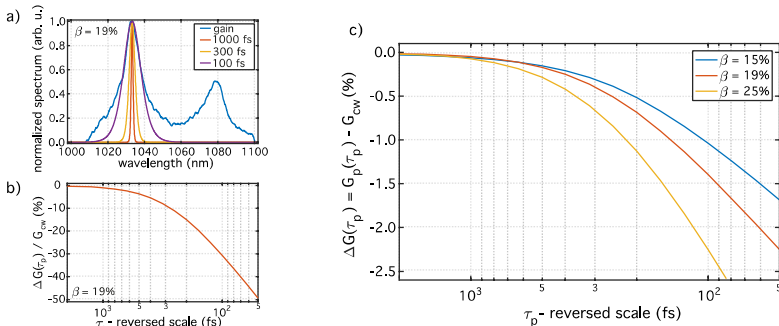 a)
normalized spectrum (arb. u.)
1.0
0.8
0.6
0.4
0.2
0.0
β = 19%
gain
1000 fs
300 fs
100 fs
1000 1020 1040 1060 1080 1100
wavelength (nm)
b)
ΔG(τp) / Gcw (%)
0
-10
-20
-30
-40
-50
β = 19%
10³ 5 3 10² 5
τ - reversed scale (fs)
c)
ΔG(τp) = Gp(τp) - Gcw (%)
0.0
-0.5
-1.0
-1.5
-2.0
-2.5
β = 15%
β = 19%
β = 25%
10³ 5 3 10² 5
τp - reversed scale (fs)